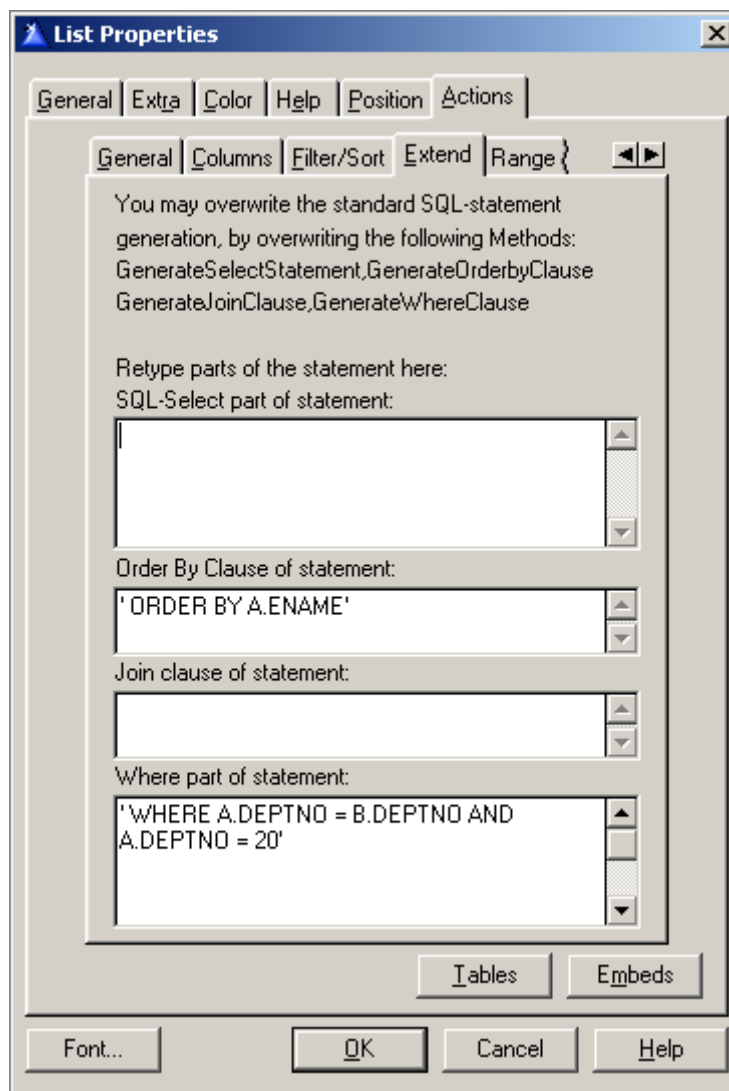 List Properties
General Extra Color Help Position Actions
General Columns Filter/Sort Extend Range
You may overwrite the standard SQL-statement
generation, by overwriting the following Methods:
GenerateSelectStatement,GenerateOrderbyClause
GenerateJoinClause,GenerateWhereClause
Retype parts of the statement here:
SQL-Select part of statement:
Order By Clause of statement:
' ORDER BY A.ENAME'
Join clause of statement:
Where part of statement:
' WHERE A.DEPTNO = B.DEPTNO AND
A.DEPTNO = 20'
Tables Embeds
Font... OK Cancel Help